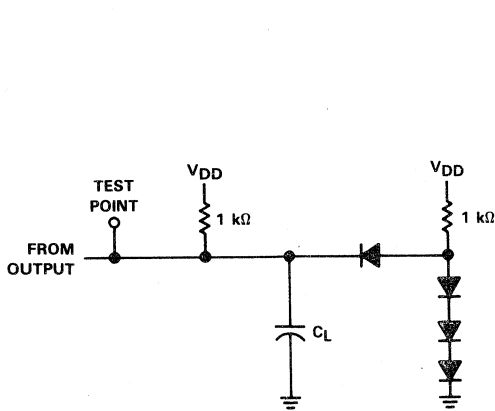 TEST
POINT
VDD
1 kΩ
VDD
1 kΩ
FROM
OUTPUT
CL